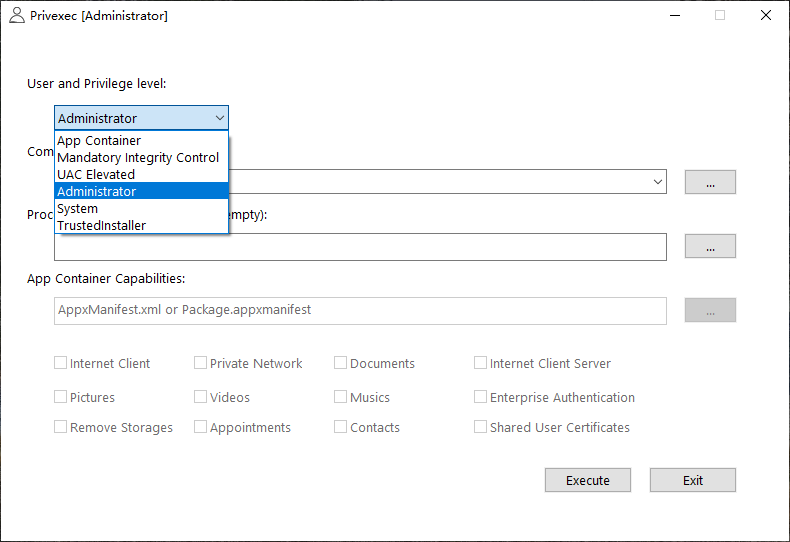 Privexec [Administrator]
User and Privilege level:
Administrator
App Container
Com
Mandatory Integrity Control
UAC Elevated
Administrator
...
System
Proc
empty):
TrustedInstaller
...
App Container Capabilities:
AppxManifest.xml or Package.appxmanifest
...
Internet Client Private Network Documents Internet Client Server
Pictures Videos Musics Enterprise Authentication
Remove Storages Appointments Contacts Shared User Certificates
Execute Exit